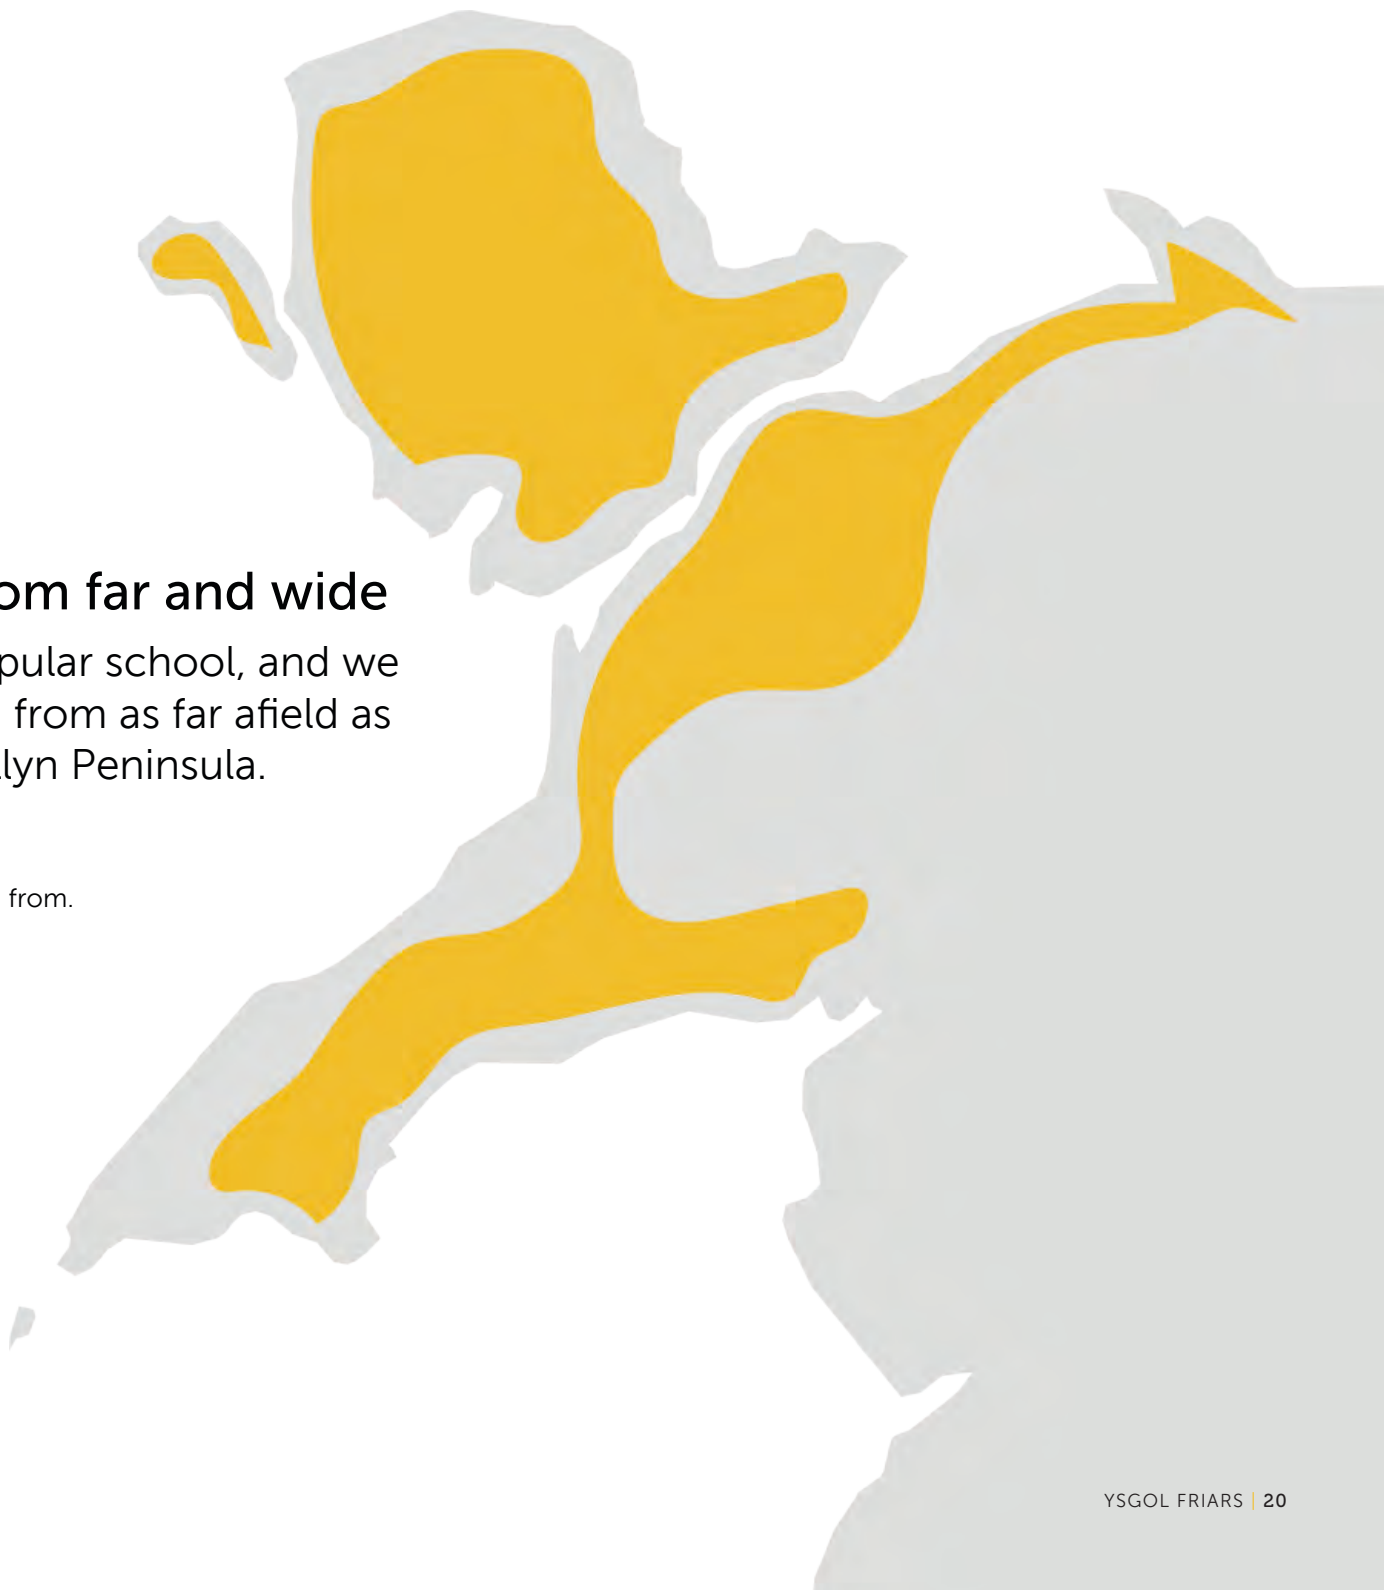 om far and wide
pular school, and we
from as far afield as
lyn Peninsula.
from.
YSGOL FRIARS | 20